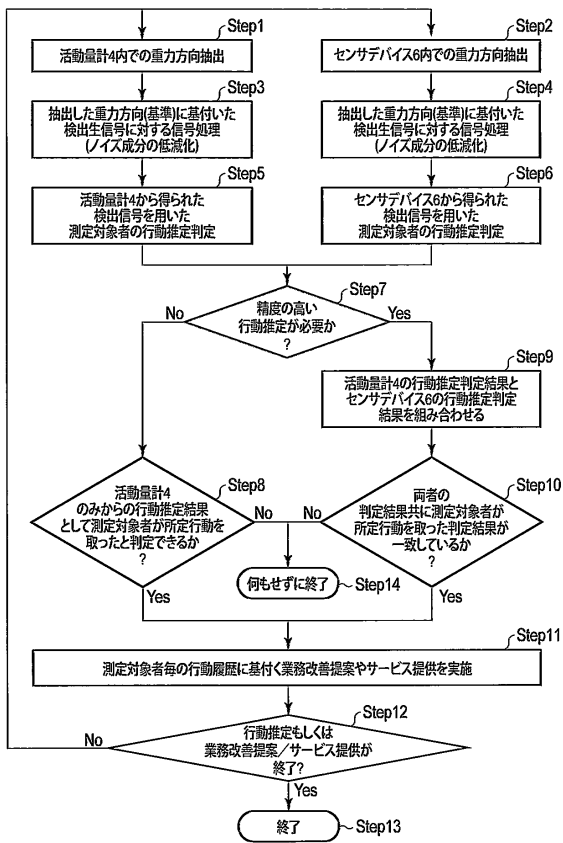 Step1
活動量計4内での重力方向抽出
Step2
センサデバイス6内での重力方向抽出
Step3
抽出した重力方向(基準)に基付いた
検出生信号に対する信号処理
(ノイズ成分の低減化)
Step4
抽出した重力方向(基準)に基付いた
検出生信号に対する信号処理
(ノイズ成分の低減化)
Step5
活動量計4から得られた
検出信号を用いた
測定対象者の行動推定判定
Step6
センサデバイス6から得られた
検出信号を用いた
測定対象者の行動推定判定
Step7
精度の高い
行動推定が必要か
?
No
Yes
Step9
活動量計4の行動推定判定結果と
センサデバイス6の行動推定判定
結果を組み合わせる
Step8
活動量計4
のみからの行動推定結果
として測定対象者が所定行動を
取ったと判定できるか
?
No
Yes
Step10
両者の
判定結果共に測定対象者が
所定行動を取った判定結果が
一致しているか
?
No
Yes
何もせずに終了
Step14
Step11
測定対象者毎の行動履歴に基付く業務改善提案やサービス提供を実施
Step12
行動推定もしくは
業務改善提案／サービス提供が
終了?
No
Yes
終了
Step13